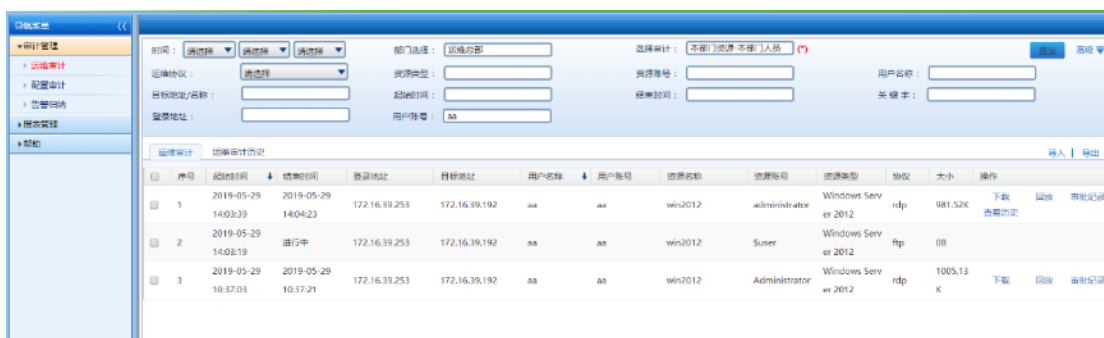 导航菜单 《
▼审计管理
› 运维审计
› 配置审计
› 告警归纳
▸报表管理
▸帮助
时间： 请选择 ▼ 请选择 ▼ 请选择 ▼ 部门选择： 运维总部 选择审计： 本部门资源-本部门人员 (*) 查询 高级
运维协议： 请选择 ▼ 资源类型： 资源账号： 用户名称：
目标地址/名称： 起始时间： 结束时间： 关 键 字：
登录地址： 用户账号： aa
运维审计 运维审计历史 导入 | 导出
序号 起始时间 结束时间 登录地址 目标地址 用户名称 用户账号 资源名称 资源账号 资源类型 协议 大小 操作
1 2019-05-29 14:03:39 2019-05-29 14:04:23 172.16.39.253 172.16.39.192 aa aa win2012 administrator Windows Server 2012 rdp 981.52K 下载 回放 审批记录 查看历史
2 2019-05-29 14:03:19 进行中 172.16.39.253 172.16.39.192 aa aa win2012 $user Windows Server 2012 ftp 0B
3 2019-05-29 10:37:03 2019-05-29 10:37:21 172.16.39.253 172.16.39.192 aa aa win2012 Administrator Windows Server 2012 rdp 1005.13K 下载 回放 审批记录